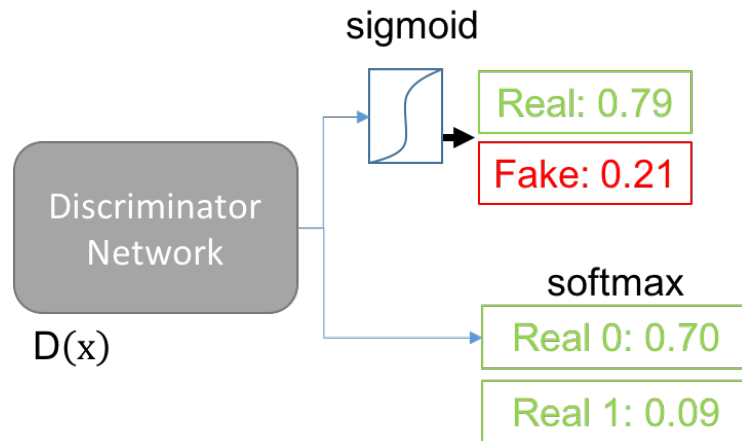 sigmoid
Real: 0.79
Fake: 0.21
Discriminator
Network
D(x)
softmax
Real 0: 0.70
Real 1: 0.09